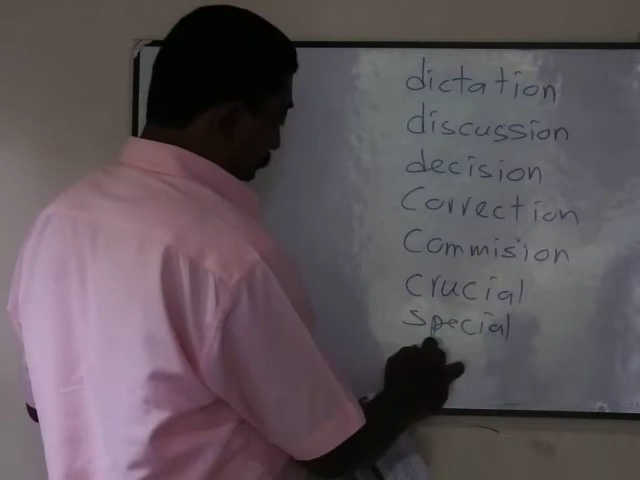 dictation
discussion
decision
Correction
Commision
crucial
special